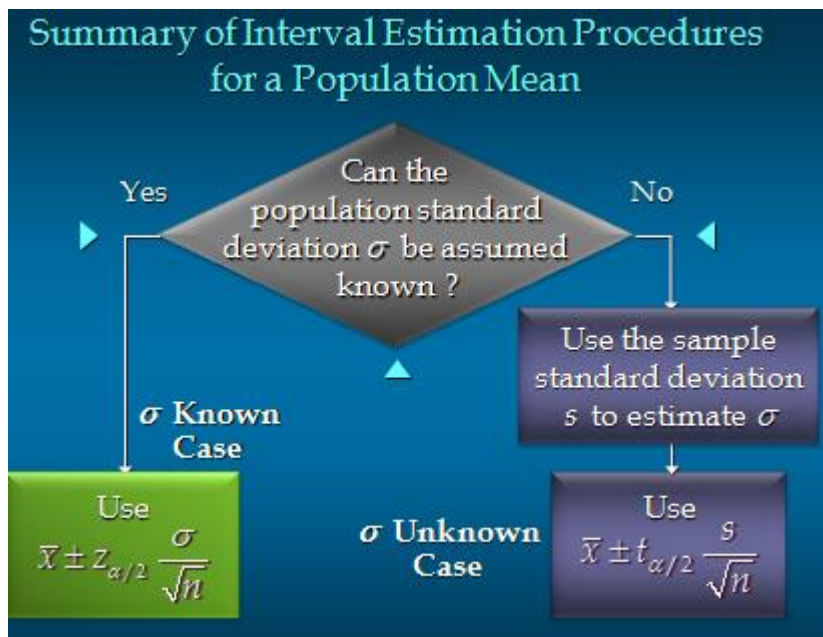 Summary of Interval Estimation Procedures
for a Population Mean
Can the
population standard
deviation σ be assumed
known ?
Yes
No
Use the sample
standard deviation
s to estimate σ
σ Known
Case
Use
x̄ ± z_{α/2} σ/√n
σ Unknown
Case
Use
x̄ ± t_{α/2} s/√n